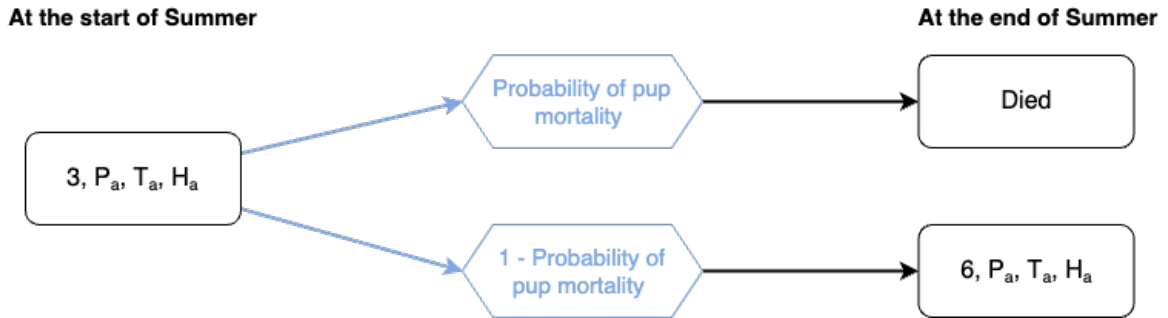 At the start of Summer
At the end of Summer
Probability of pup
mortality
Died
3, Pₐ, Tₐ, Hₐ
1 - Probability of
pup mortality
6, Pₐ, Tₐ, Hₐ